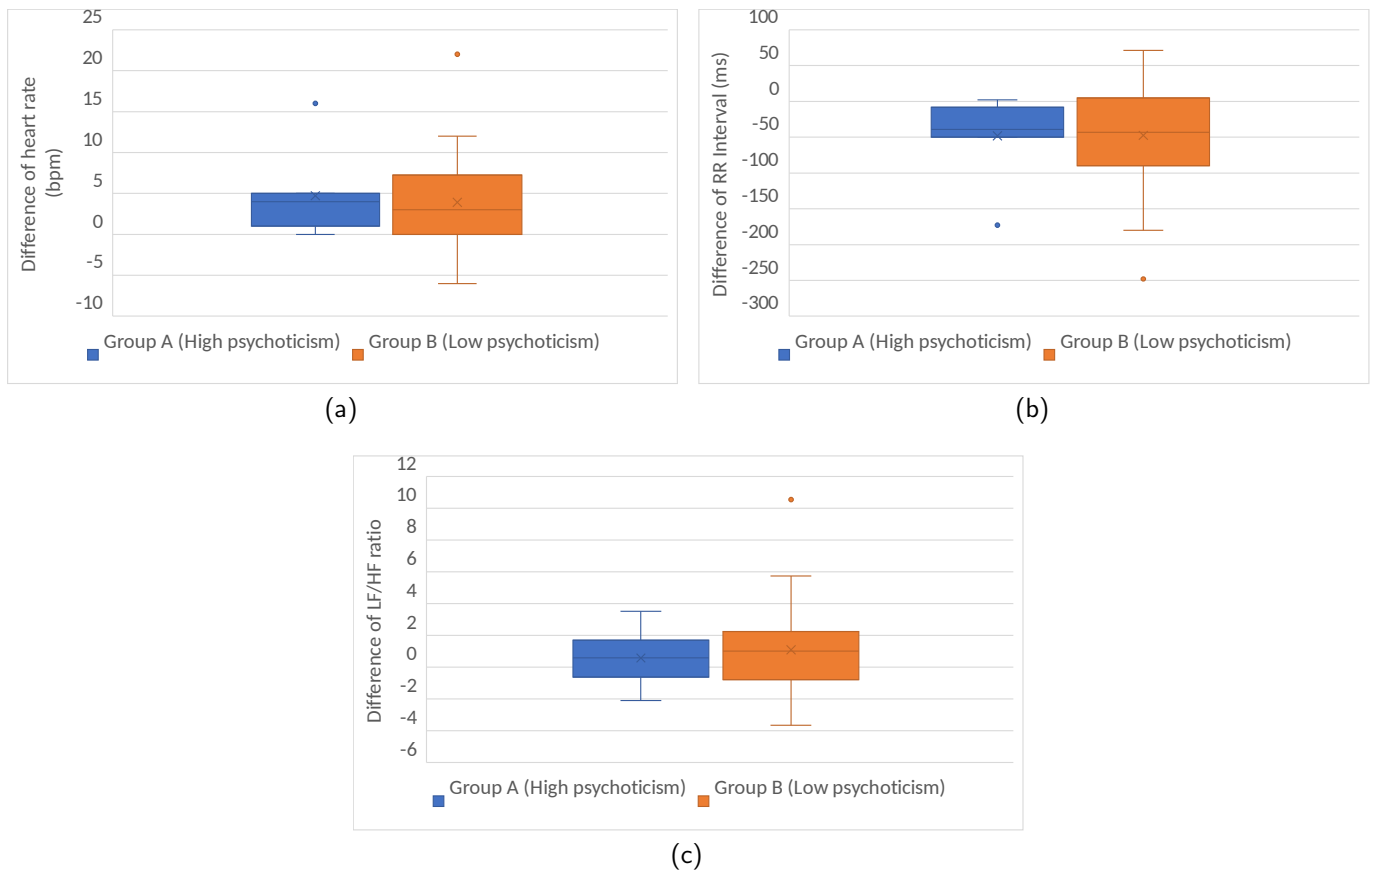 25
20
15
10
5
0
-5
-10
Difference of heart rate
(bpm)
Group A (High psychoticism)
Group B (Low psychoticism)
(a)
100
50
0
-50
-100
-150
-200
-250
-300
Difference of RR Interval (ms)
Group A (High psychoticism)
Group B (Low psychoticism)
(b)
12
10
8
6
4
2
0
-2
-4
-6
Difference of LF/HF ratio
Group A (High psychoticism)
Group B (Low psychoticism)
(c)